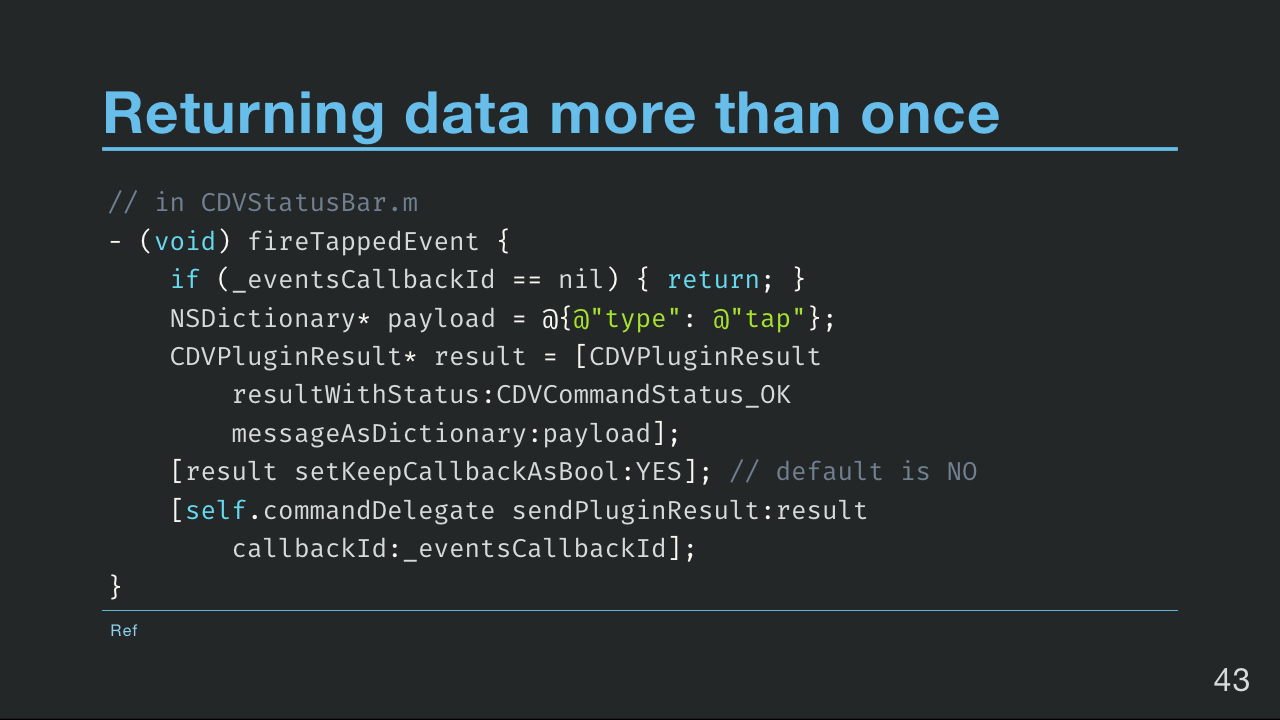 Returning data more than once
// in CDVStatusBar.m
- (void) fireTappedEvent {
    if (_eventsCallbackId == nil) { return; }
    NSDictionary* payload = @{@"type": @"tap"};
    CDVPluginResult* result = [CDVPluginResult
        resultWithStatus:CDVCommandStatus_OK
        messageAsDictionary:payload];
    [result setKeepCallbackAsBool:YES]; // default is NO
    [self.commandDelegate sendPluginResult:result
        callbackId:_eventsCallbackId];
}
Ref
43